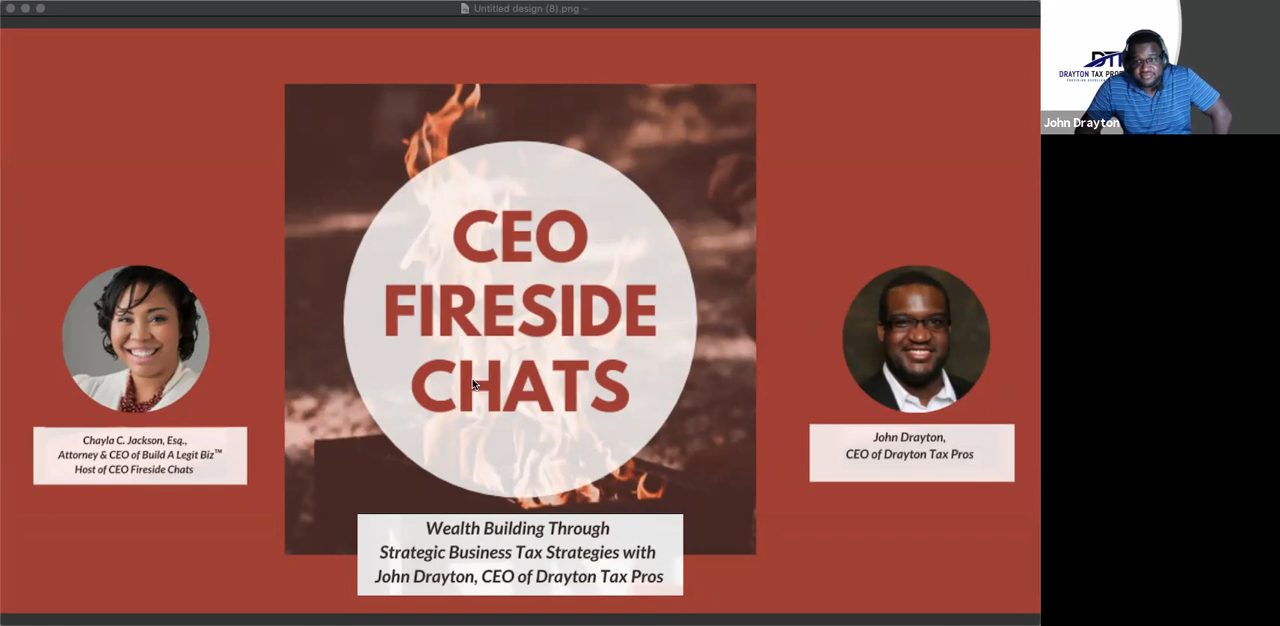 Untitled design (8).png
CEO
FIRESIDE
CHATS
Chayla C. Jackson, Esq.,
Attorney & CEO of Build A Legit Biz™
Host of CEO Fireside Chats
John Drayton,
CEO of Drayton Tax Pros
Wealth Building Through
Strategic Business Tax Strategies with
John Drayton, CEO of Drayton Tax Pros
DT
DRAYTON TAX PRO
John Drayton